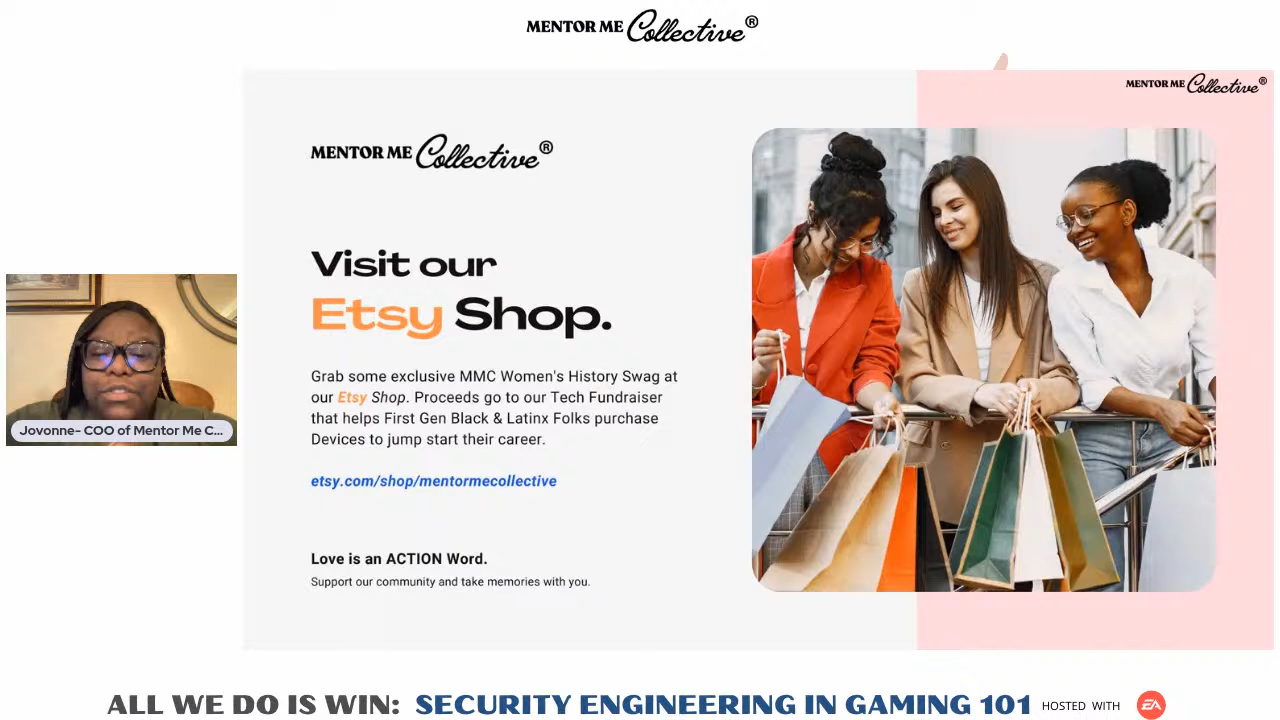 MENTOR ME Collective®
MENTOR ME Collective®
MENTOR ME Collective®
Visit our
Etsy Shop.
Grab some exclusive MMC Women's History Swag at
our Etsy Shop. Proceeds go to our Tech Fundraiser
that helps First Gen Black & Latinx Folks purchase
Devices to jump start their career.
etsy.com/shop/mentormecollective
Love is an ACTION Word.
Support our community and take memories with you.
Jovonne- COO of Mentor Me C...
ALL WE DO IS WIN: SECURITY ENGINEERING IN GAMING 101 HOSTED WITH EA